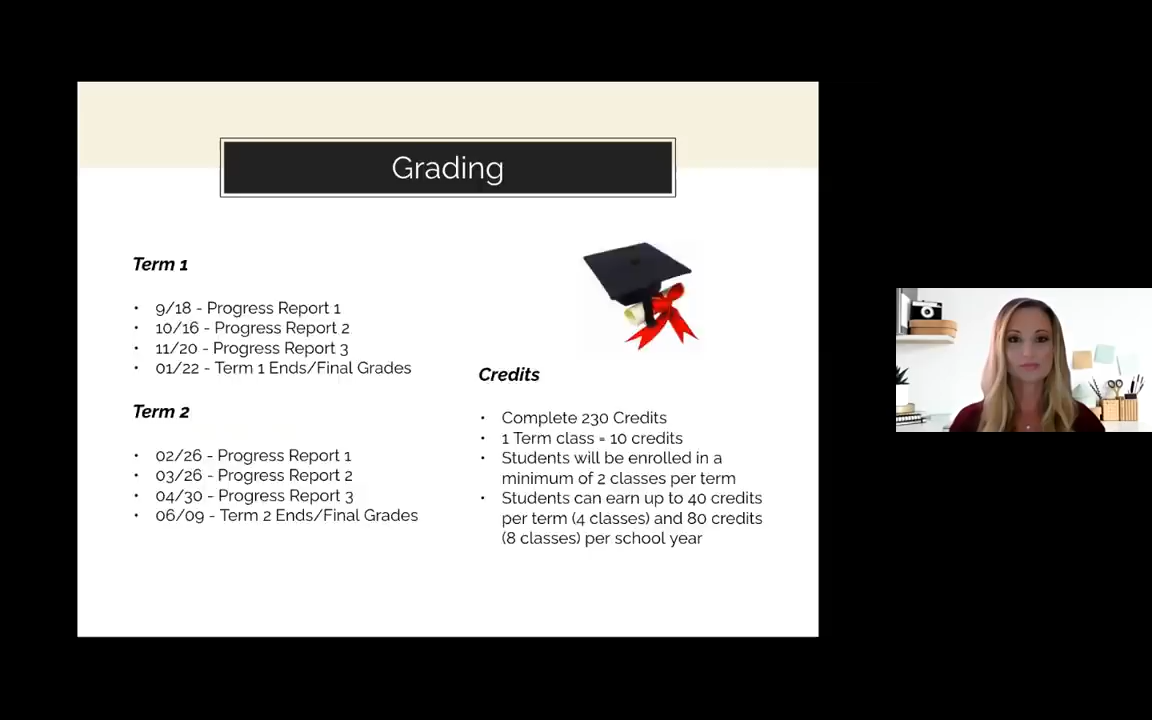 Grading
Term 1
• 9/18 - Progress Report 1
• 10/16 - Progress Report 2
• 11/20 - Progress Report 3
• 01/22 - Term 1 Ends/Final Grades
Term 2
• 02/26 - Progress Report 1
• 03/26 - Progress Report 2
• 04/30 - Progress Report 3
• 06/09 - Term 2 Ends/Final Grades
Credits
• Complete 230 Credits
• 1 Term class = 10 credits
• Students will be enrolled in a
minimum of 2 classes per term
• Students can earn up to 40 credits
per term (4 classes) and 80 credits
(8 classes) per school year